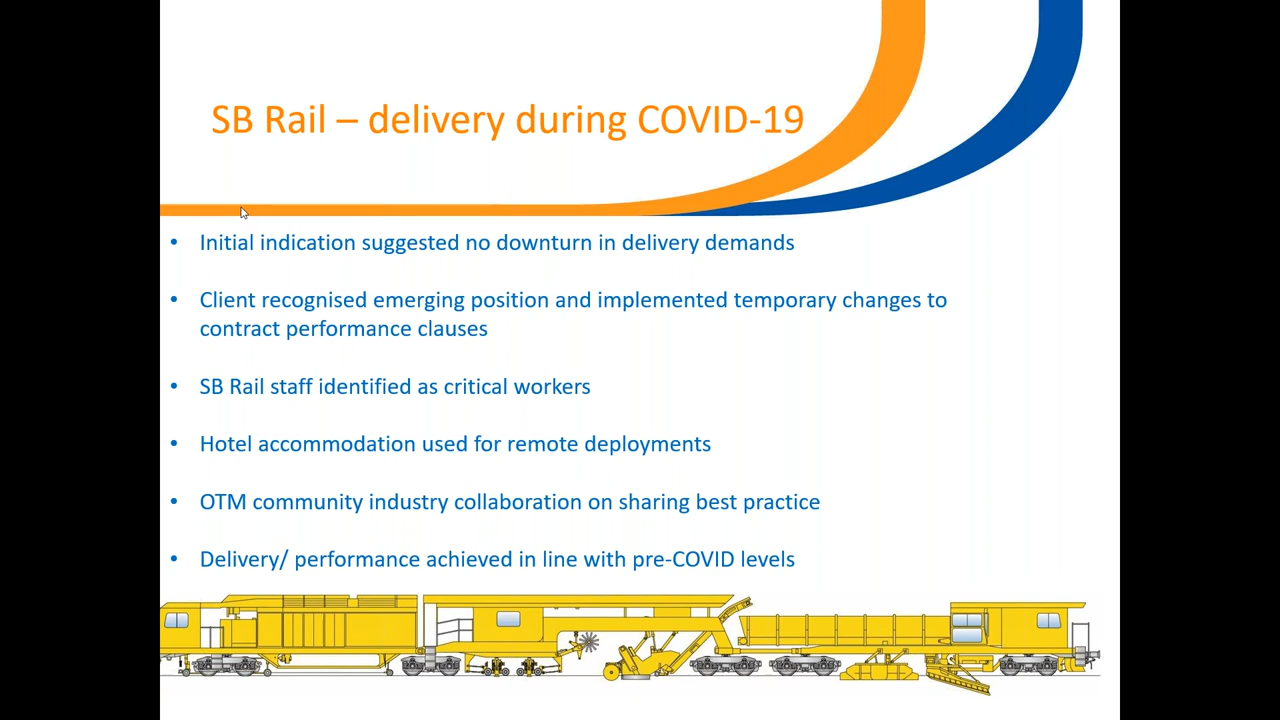 SB Rail – delivery during COVID-19
• Initial indication suggested no downturn in delivery demands
• Client recognised emerging position and implemented temporary changes to
contract performance clauses
• SB Rail staff identified as critical workers
• Hotel accommodation used for remote deployments
• OTM community industry collaboration on sharing best practice
• Delivery/ performance achieved in line with pre-COVID levels